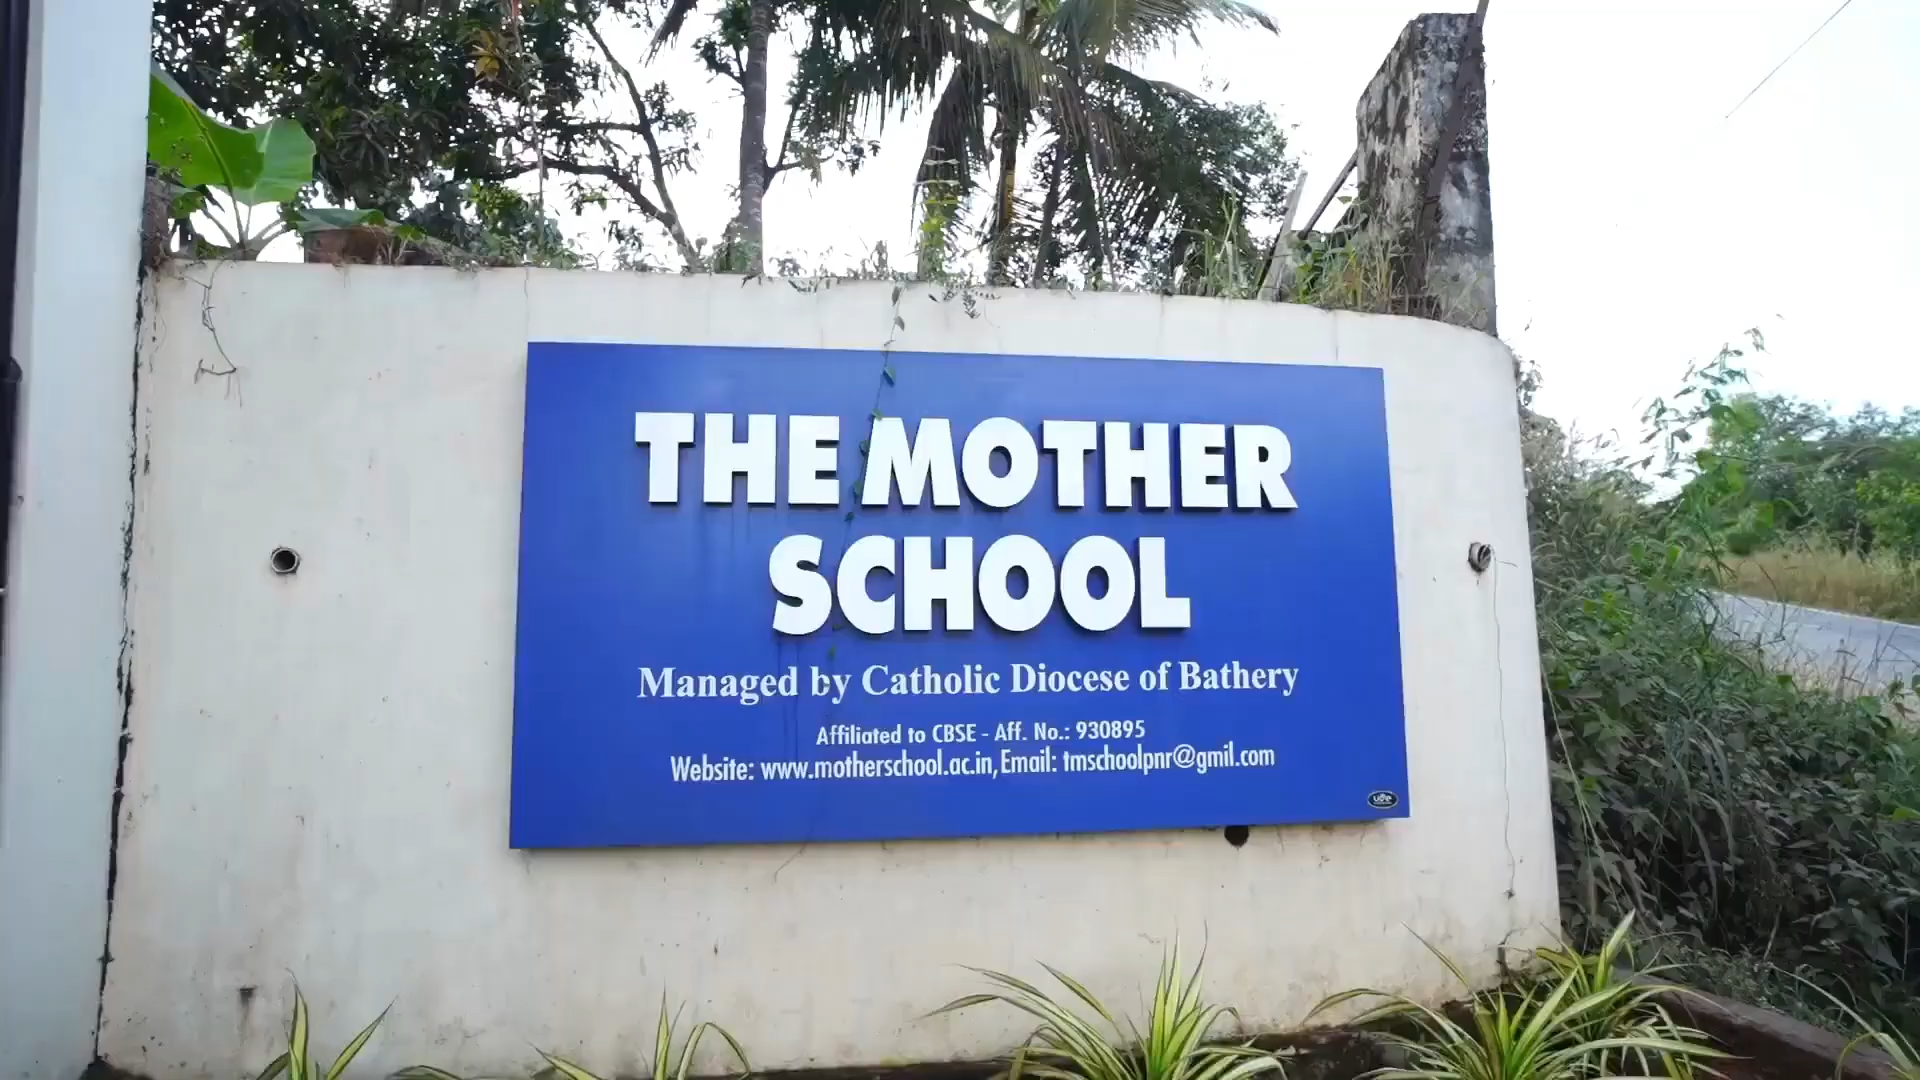 THE MOTHER
SCHOOL
Managed by Catholic Diocese of Bathery
Affiliated to CBSE - Aff. No.: 930895
Website: www.motherschool.ac.in, Email: tmschoolpnr@gmil.com